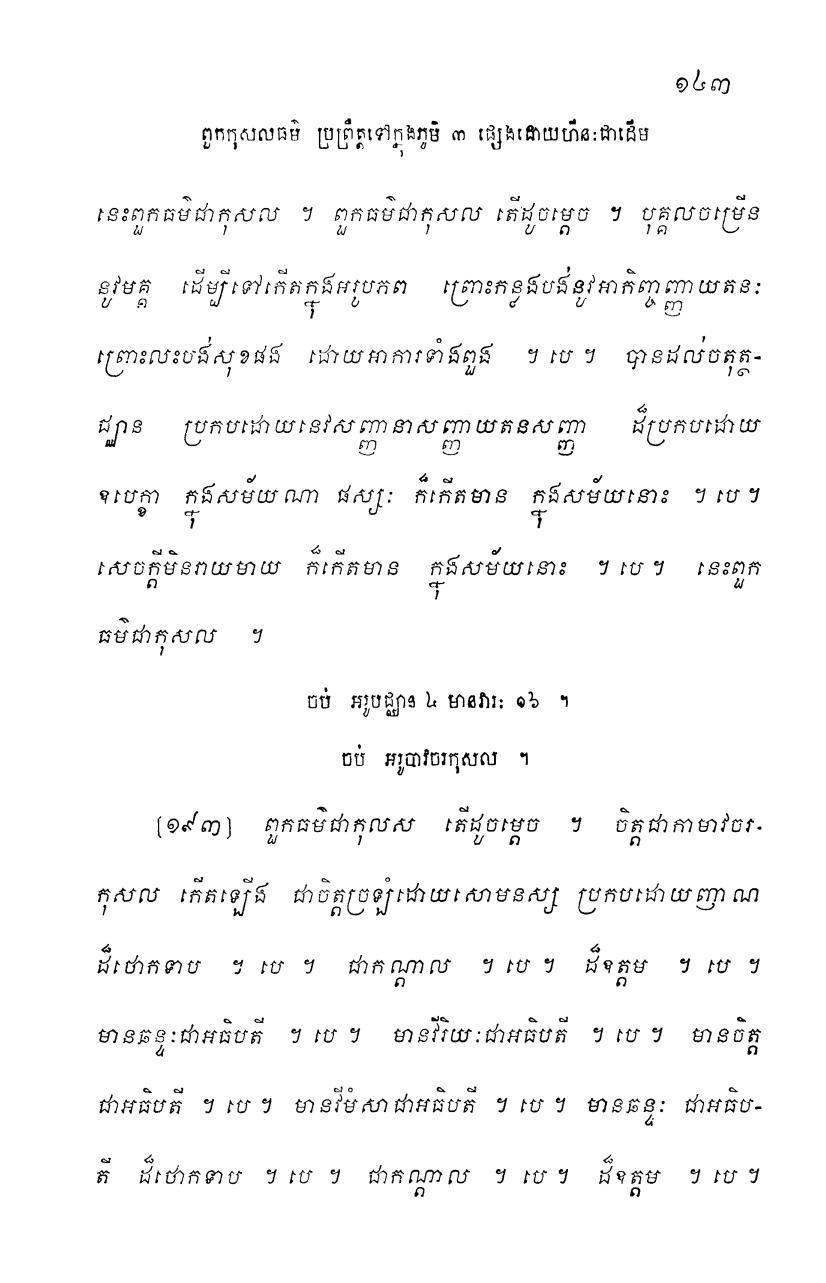 ១៤៣
ពួកកុសលធម៌ ប្រព្រឹត្តទៅក្នុងភូមិ ៣ ផ្សេងដោយហីនៈជាដើម
នេះពួកធម៌ជាកុសល ។ ពួកធម៌ជាកុសល តើដូចម្តេច ។ បុគ្គលចម្រើន
នូវមគ្គ ដើម្បីទៅកើតក្នុងអរូបភព ព្រោះកន្លងបង់នូវអាកិញ្ចញ្ញាយតនៈ
ព្រោះលះបង់សុខផង ដោយអាការទាំងពួង ។ បេ ។ បានដល់ចតុត្ថ-
ជ្ឈាន ប្រកបដោយនេវសញ្ញានាសញ្ញាយតនសញ្ញា ដ៏ប្រកបដោយ
ឧបេក្ខា ក្នុងសម័យណា ផស្សៈ ក៏កើតមាន ក្នុងសម័យនោះ ។ បេ ។
សេចក្តីមិនរាយមាយ ក៏កើតមាន ក្នុងសម័យនោះ ។ បេ ។ នេះពួក
ធម៌ជាកុសល ។
ចប់ អរូបជ្ឈាន ៤ មានវារៈ ១៦ ។
ចប់ អរូបាវចរកុសល ។
[១៩៣] ពួកធម៌ជាកុលស តើដូចម្តេច ។ ចិត្តជាកាមាវចរ-
កុសល កើតឡើង ជាចិត្តច្រឡំដោយសោមនស្ស ប្រកបដោយញាណ
ដ៏ថោកទាប ។ បេ ។ ជាកណ្តាល ។ បេ ។ ដ៏ឧត្តម ។ បេ ។
មានឆន្ទៈជាអធិបតី ។ បេ ។ មានវីរិយៈជាអធិបតី ។ បេ ។ មានចិត្ត
ជាអធិបតី ។ បេ ។ មានវីមំសាជាអធិបតី ។ បេ ។ មានឆន្ទៈ ជាអធិប-
តី ដ៏ថោកទាប ។ បេ ។ ជាកណ្តាល ។ បេ ។ ដ៏ឧត្តម ។ បេ ។